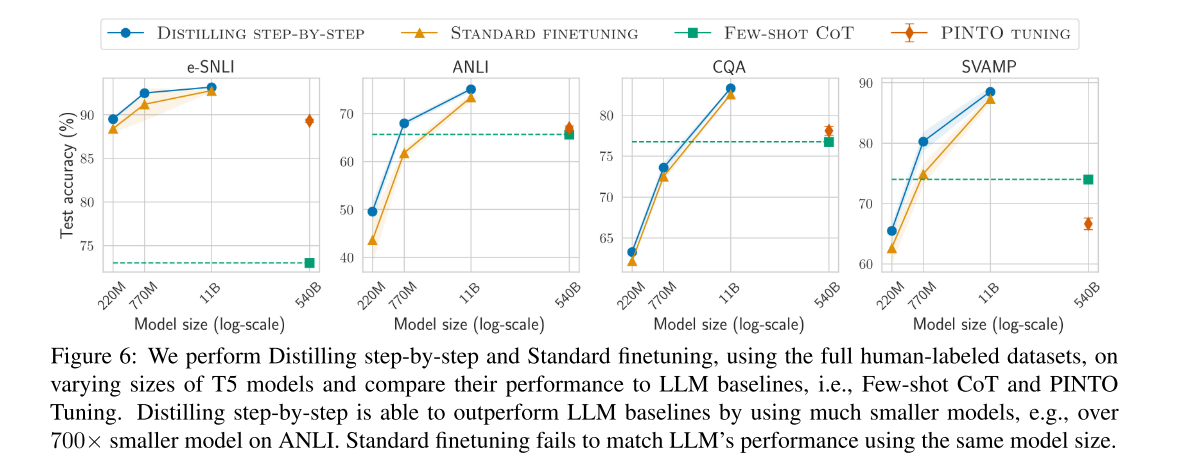 DISTILLING STEP-BY-STEP STANDARD FINETUNING FEW-SHOT COT PINTO TUNING
e-SNLI ANLI CQA SVAMP
Test accuracy (%)
90
85
80
75
220M 770M 11B 540B
Model size (log-scale)
70
60
50
40
220M 770M 11B 540B
Model size (log-scale)
80
75
70
65
220M 770M 11B 540B
Model size (log-scale)
90
80
70
60
220M 770M 11B 540B
Model size (log-scale)
Figure 6: We perform Distilling step-by-step and Standard finetuning, using the full human-labeled datasets, on
varying sizes of T5 models and compare their performance to LLM baselines, i.e., Few-shot CoT and PINTO
Tuning. Distilling step-by-step is able to outperform LLM baselines by using much smaller models, e.g., over
700× smaller model on ANLI. Standard finetuning fails to match LLM's performance using the same model size.